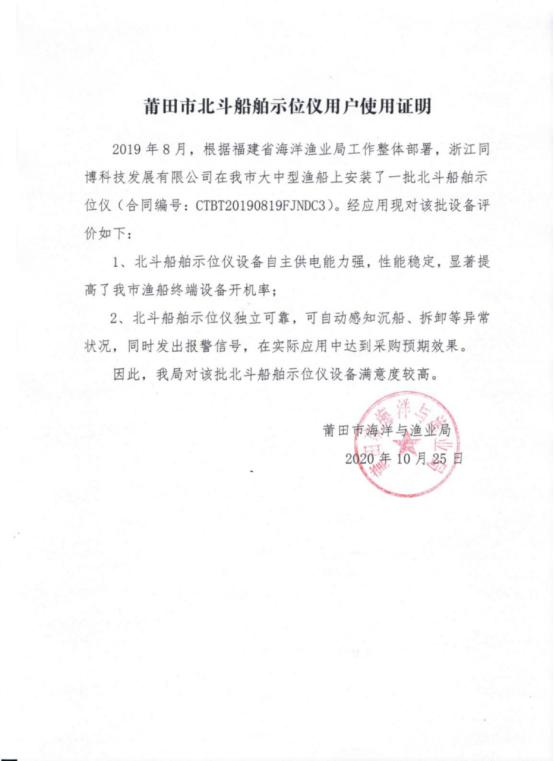 莆田市北斗船舶示位仪用户使用证明
2019 年 8 月，根据福建省海洋渔业局工作整体部署，浙江同
博科技发展有限公司在我市大中型渔船上安装了一批北斗船舶示
位仪（合同编号：CTBT20190819FJNDC3）。经应用现对该批设备评
价如下：
1、北斗船舶示位仪设备自主供电能力强，性能稳定，显著提
高了我市渔船终端设备开机率；
2、北斗船舶示位仪独立可靠，可自动感知沉船、拆卸等异常
状况，同时发出报警信号，在实际应用中达到采购预期效果。
因此，我局对该批北斗船舶示位仪设备满意度较高。
莆田市海洋与渔业局
2020 年 10 月 25 日
莆田市海洋与渔业局